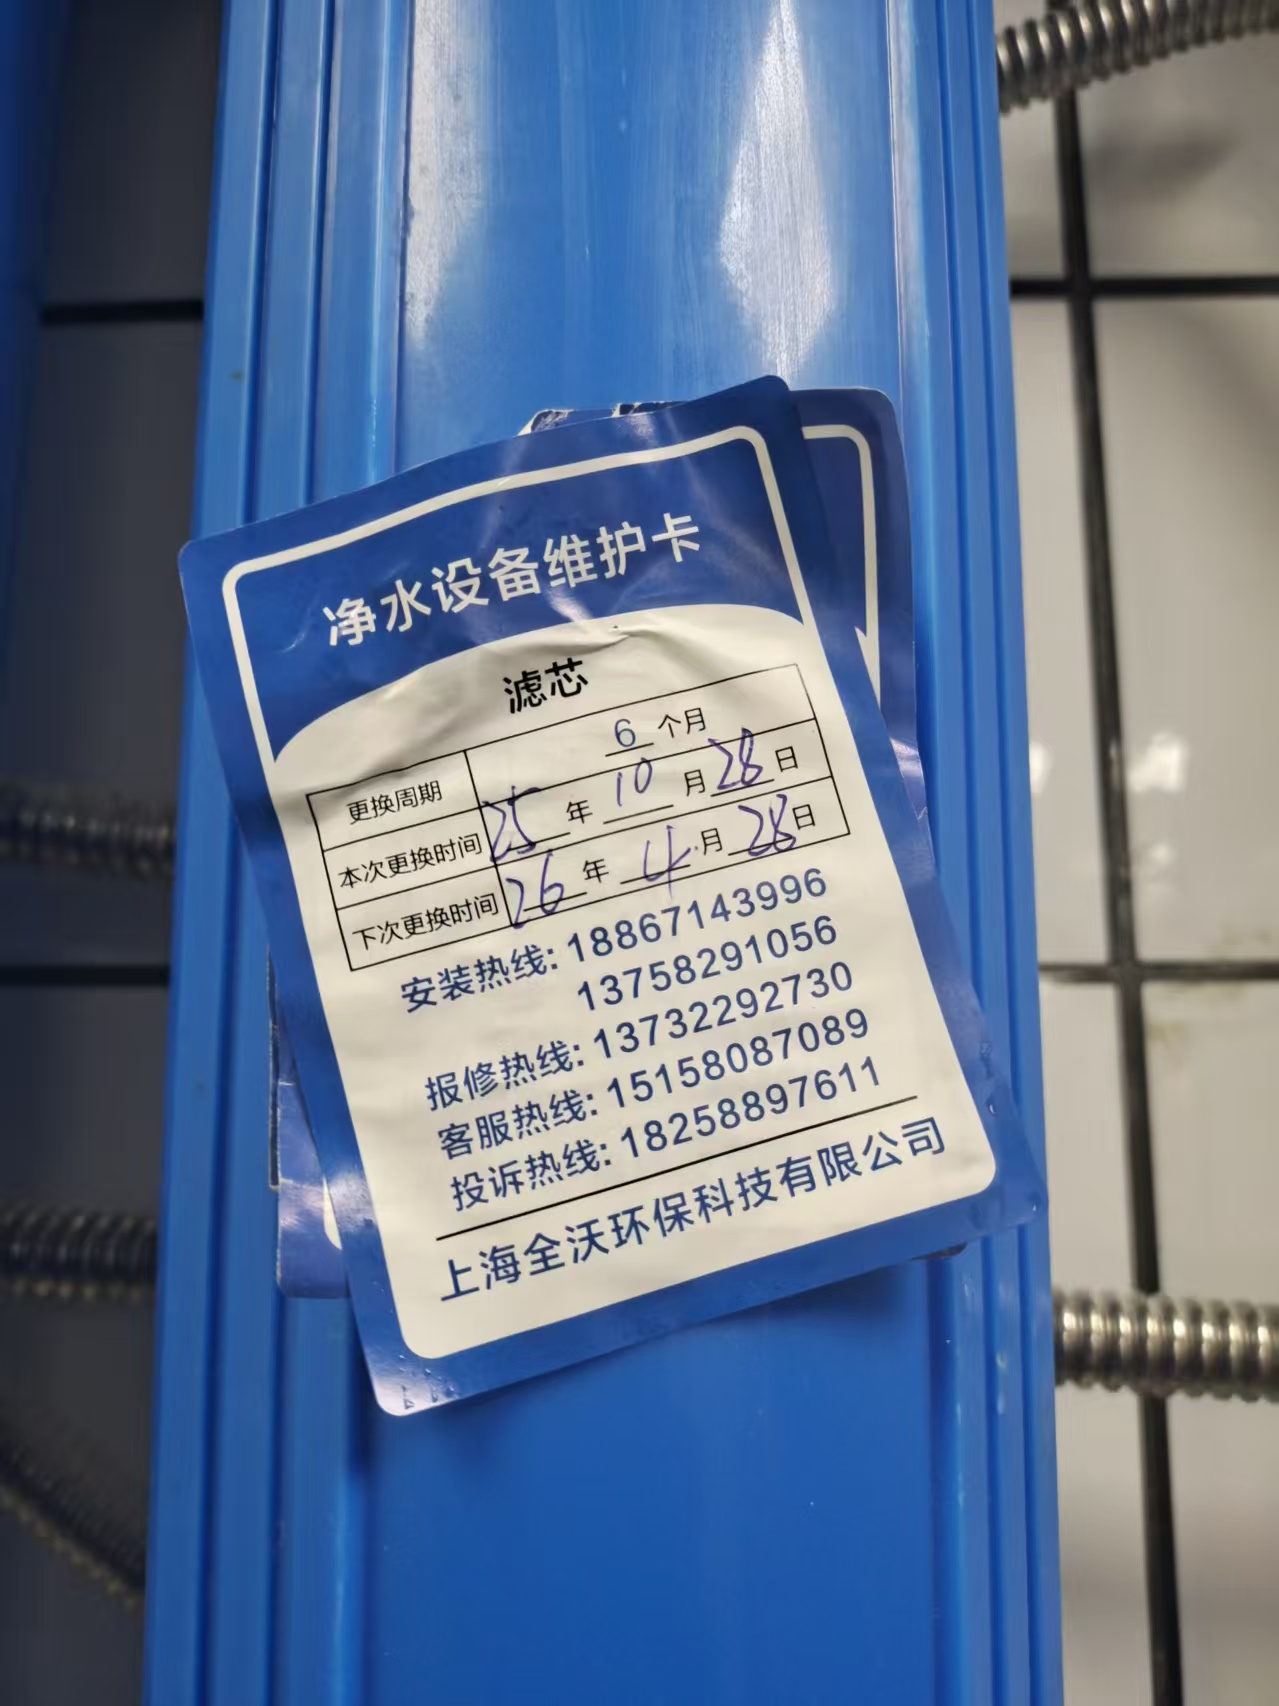 净水设备维护卡
滤芯
更换周期 6 个月
本次更换时间 25 年 10 月 28 日
下次更换时间 26 年 4 月 28 日
安装热线: 18867143996
13758291056
报修热线: 13732292730
客服热线: 15158087089
投诉热线: 18258897611
上海全沃环保科技有限公司